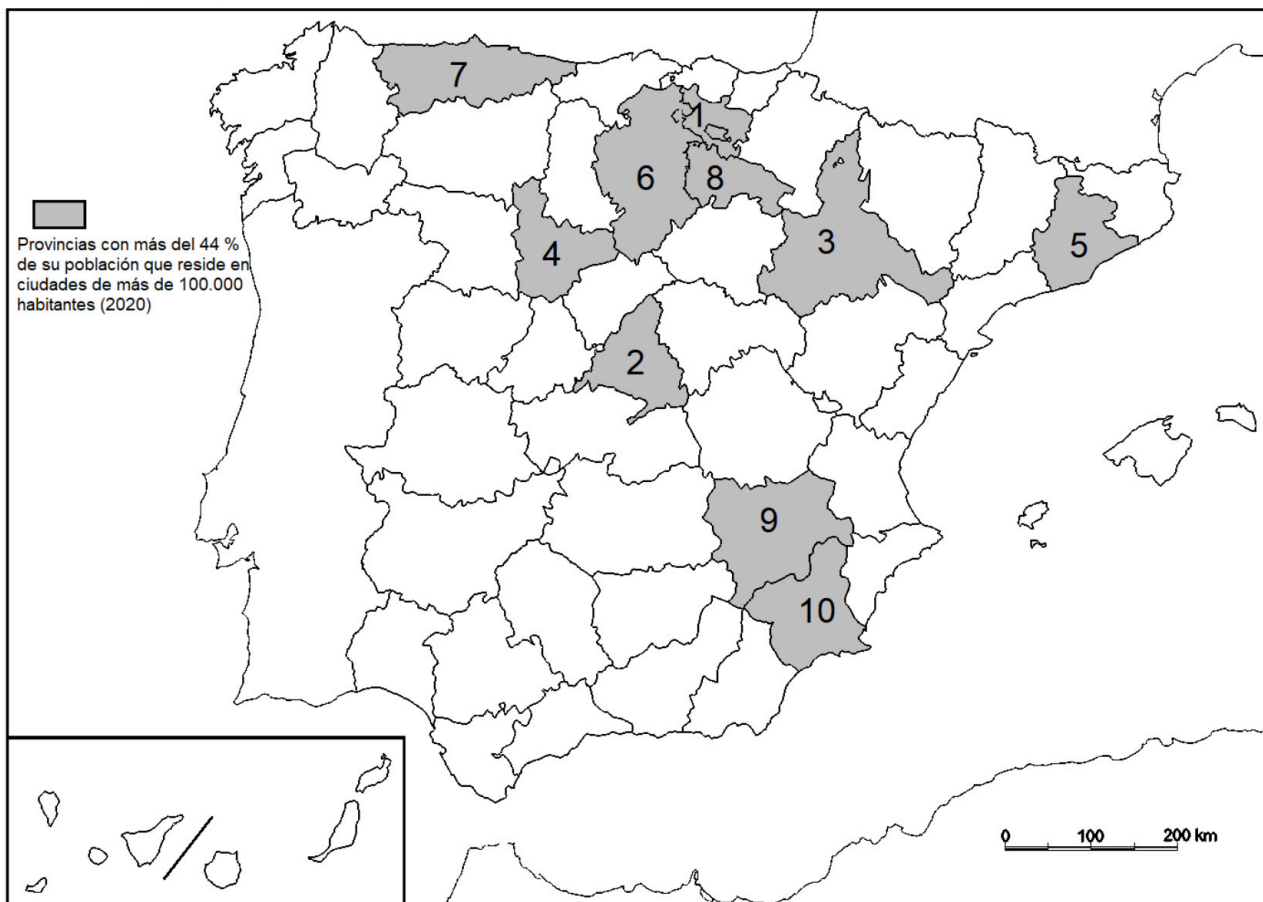 7
1
6
8
3
5
4
Provincias con más del 44 %
de su población que reside en
ciudades de más de 100.000
habitantes (2020)
2
9
10
0 100 200 km